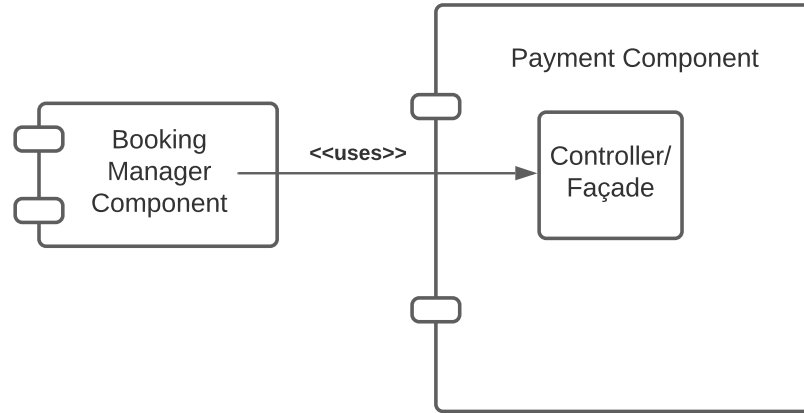 Payment Component
Booking
Manager
Component
<<uses>>
Controller/
Façade